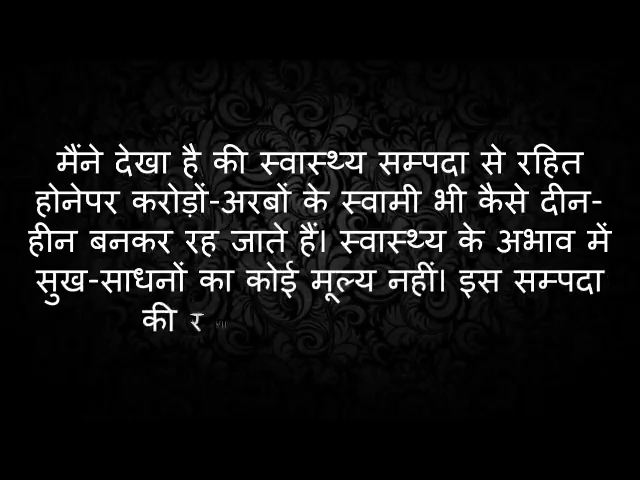 मैंने देखा है की स्वास्थ्य सम्पदा से रहित
होनेपर करोड़ों-अरबों के स्वामी भी कैसे दीन-
हीन बनकर रह जाते हैं। स्वास्थ्य के अभाव में
सुख-साधनों का कोई मूल्य नहीं। इस सम्पदा
की र